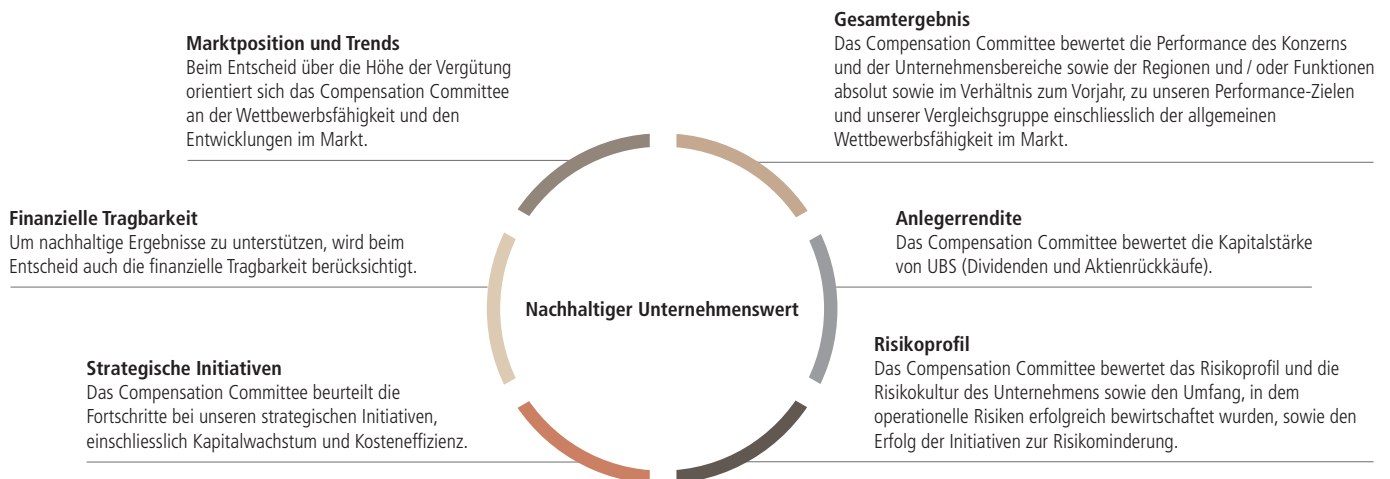 Marktposition und Trends
Beim Entscheid über die Höhe der Vergütung
orientiert sich das Compensation Committee
an der Wettbewerbsfähigkeit und den
Entwicklungen im Markt.
Gesamtergebnis
Das Compensation Committee bewertet die Performance des Konzerns
und der Unternehmensbereiche sowie der Regionen und / oder Funktionen
absolut sowie im Verhältnis zum Vorjahr, zu unseren Performance-Zielen
und unserer Vergleichsgruppe einschliesslich der allgemeinen
Wettbewerbsfähigkeit im Markt.
Finanzielle Tragbarkeit
Um nachhaltige Ergebnisse zu unterstützen, wird beim
Entscheid auch die finanzielle Tragbarkeit berücksichtigt.
Anlegerrendite
Das Compensation Committee bewertet die Kapitalstärke
von UBS (Dividenden und Aktienrückkäufe).
Nachhaltiger Unternehmenswert
Strategische Initiativen
Das Compensation Committee beurteilt die
Fortschritte bei unseren strategischen Initiativen,
einschliesslich Kapitalwachstum und Kosteneffizienz.
Risikoprofil
Das Compensation Committee bewertet das Risikoprofil und die
Risikokultur des Unternehmens sowie den Umfang, in dem
operationelle Risiken erfolgreich bewirtschaftet wurden, sowie den
Erfolg der Initiativen zur Risikominderung.